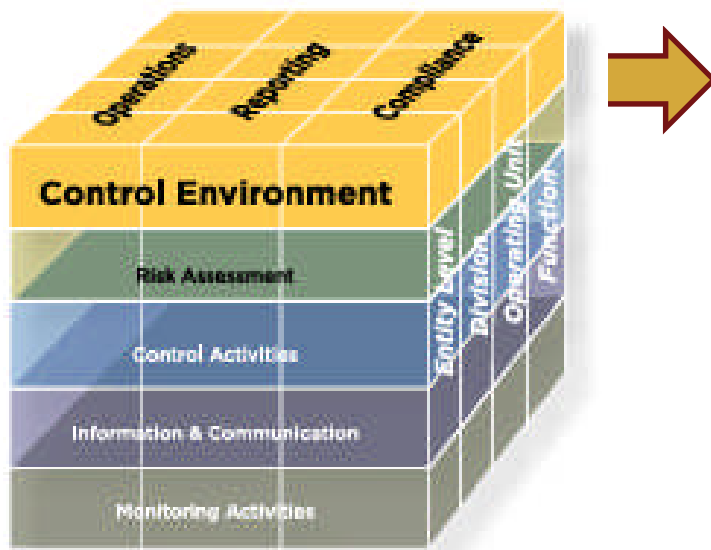 Operations
Reporting
Compliance
Control Environment
Risk Assessment
Control Activities
Information & Communication
Monitoring Activities
Entity Level
Division
Operating Unit
Function